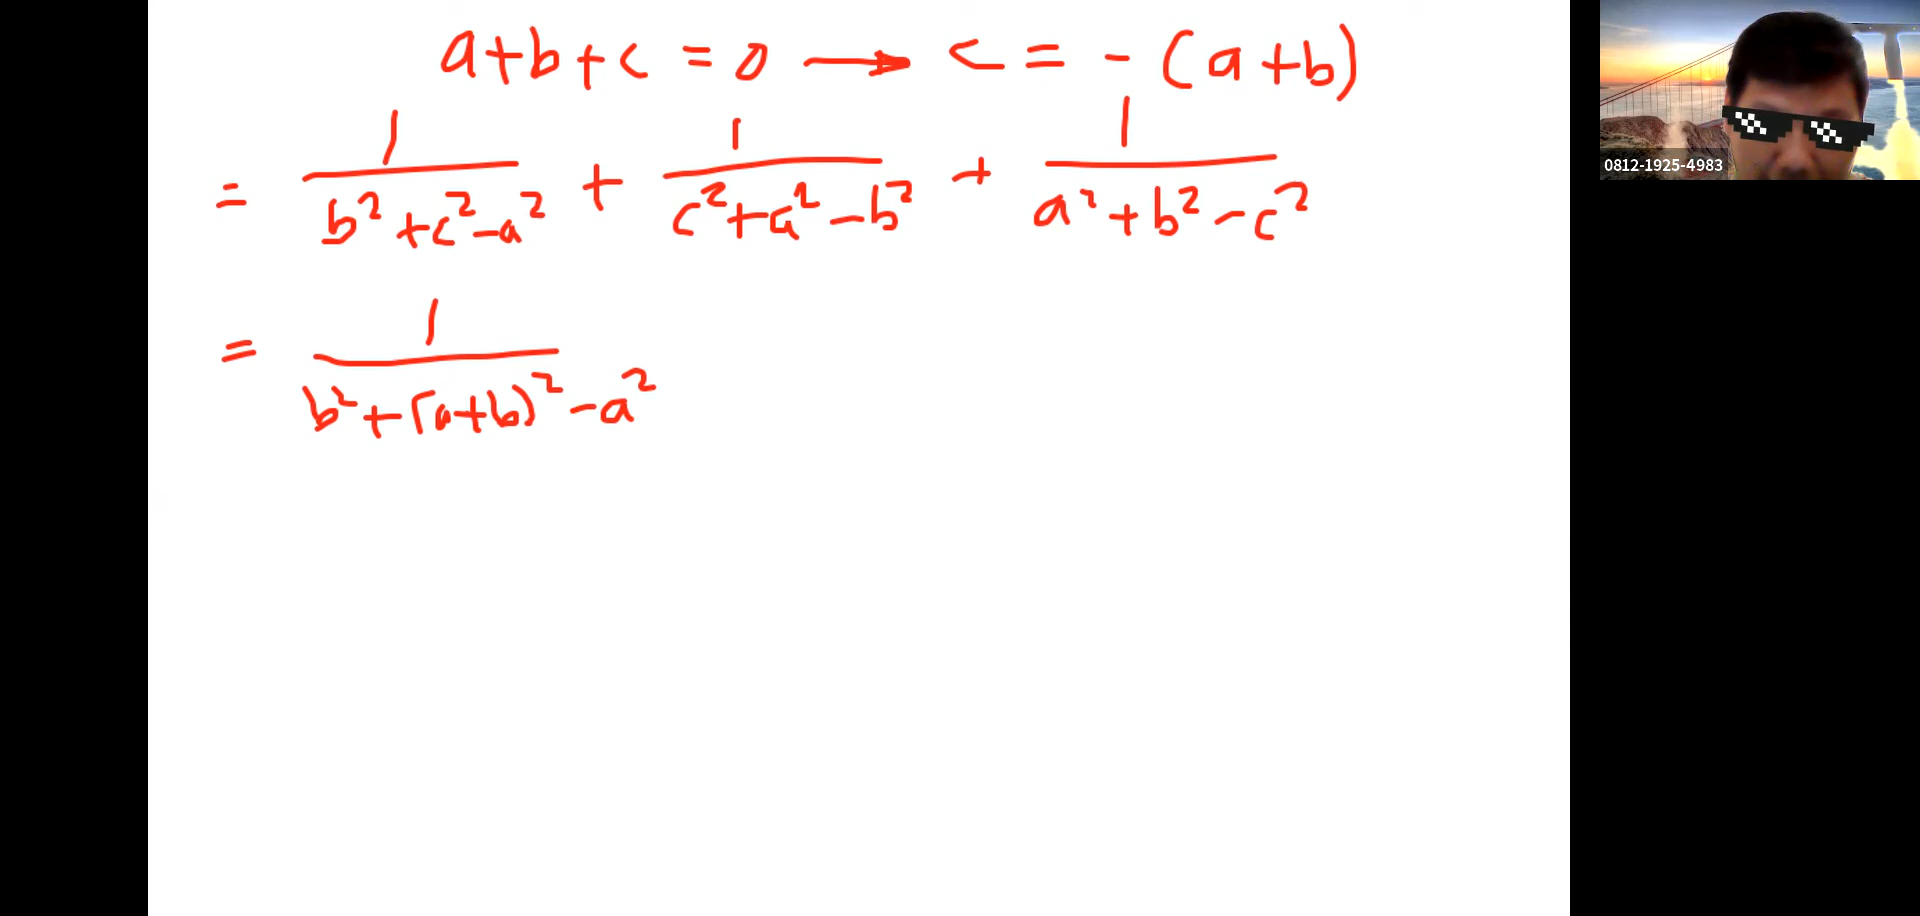 a+b+c = 0 → c = - (a+b)
= 1/(b²+c²-a²) + 1/(c²+a²-b²) + 1/(a²+b²-c²)
= 1/(b²+(a+b)²-a²)
0812-1925-4983